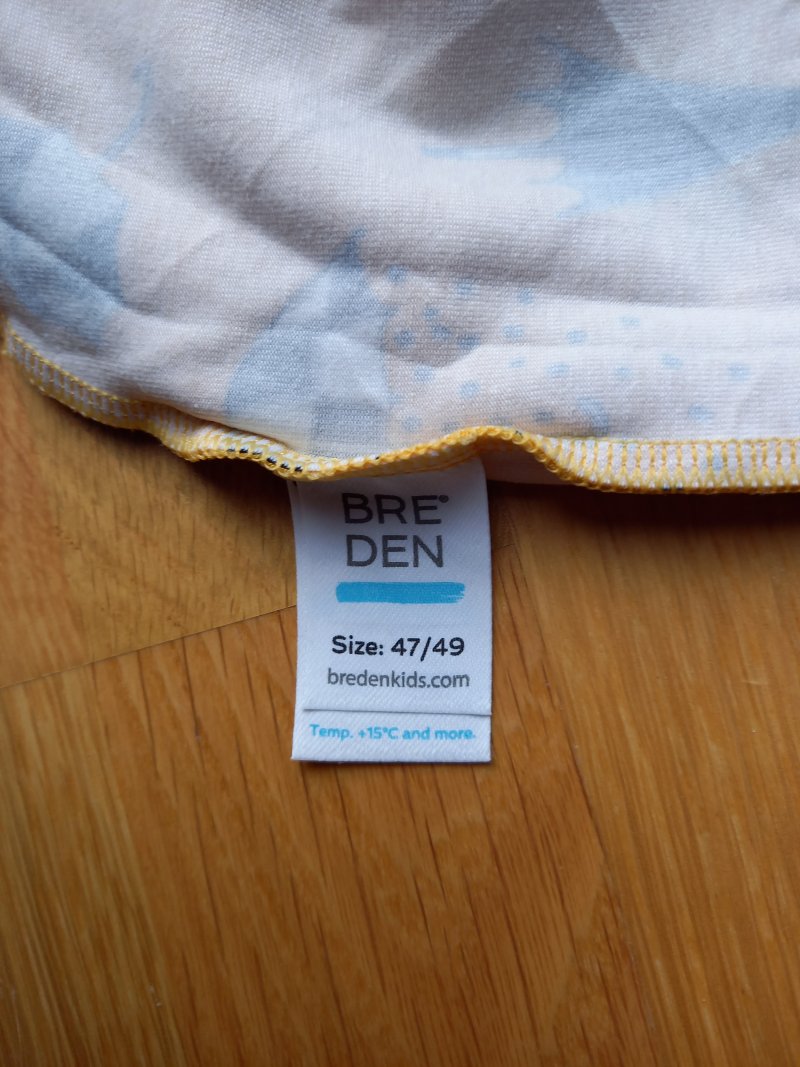 BRE®
DEN
Size: 47/49
bredenkids.com
Temp. +15°C and more.